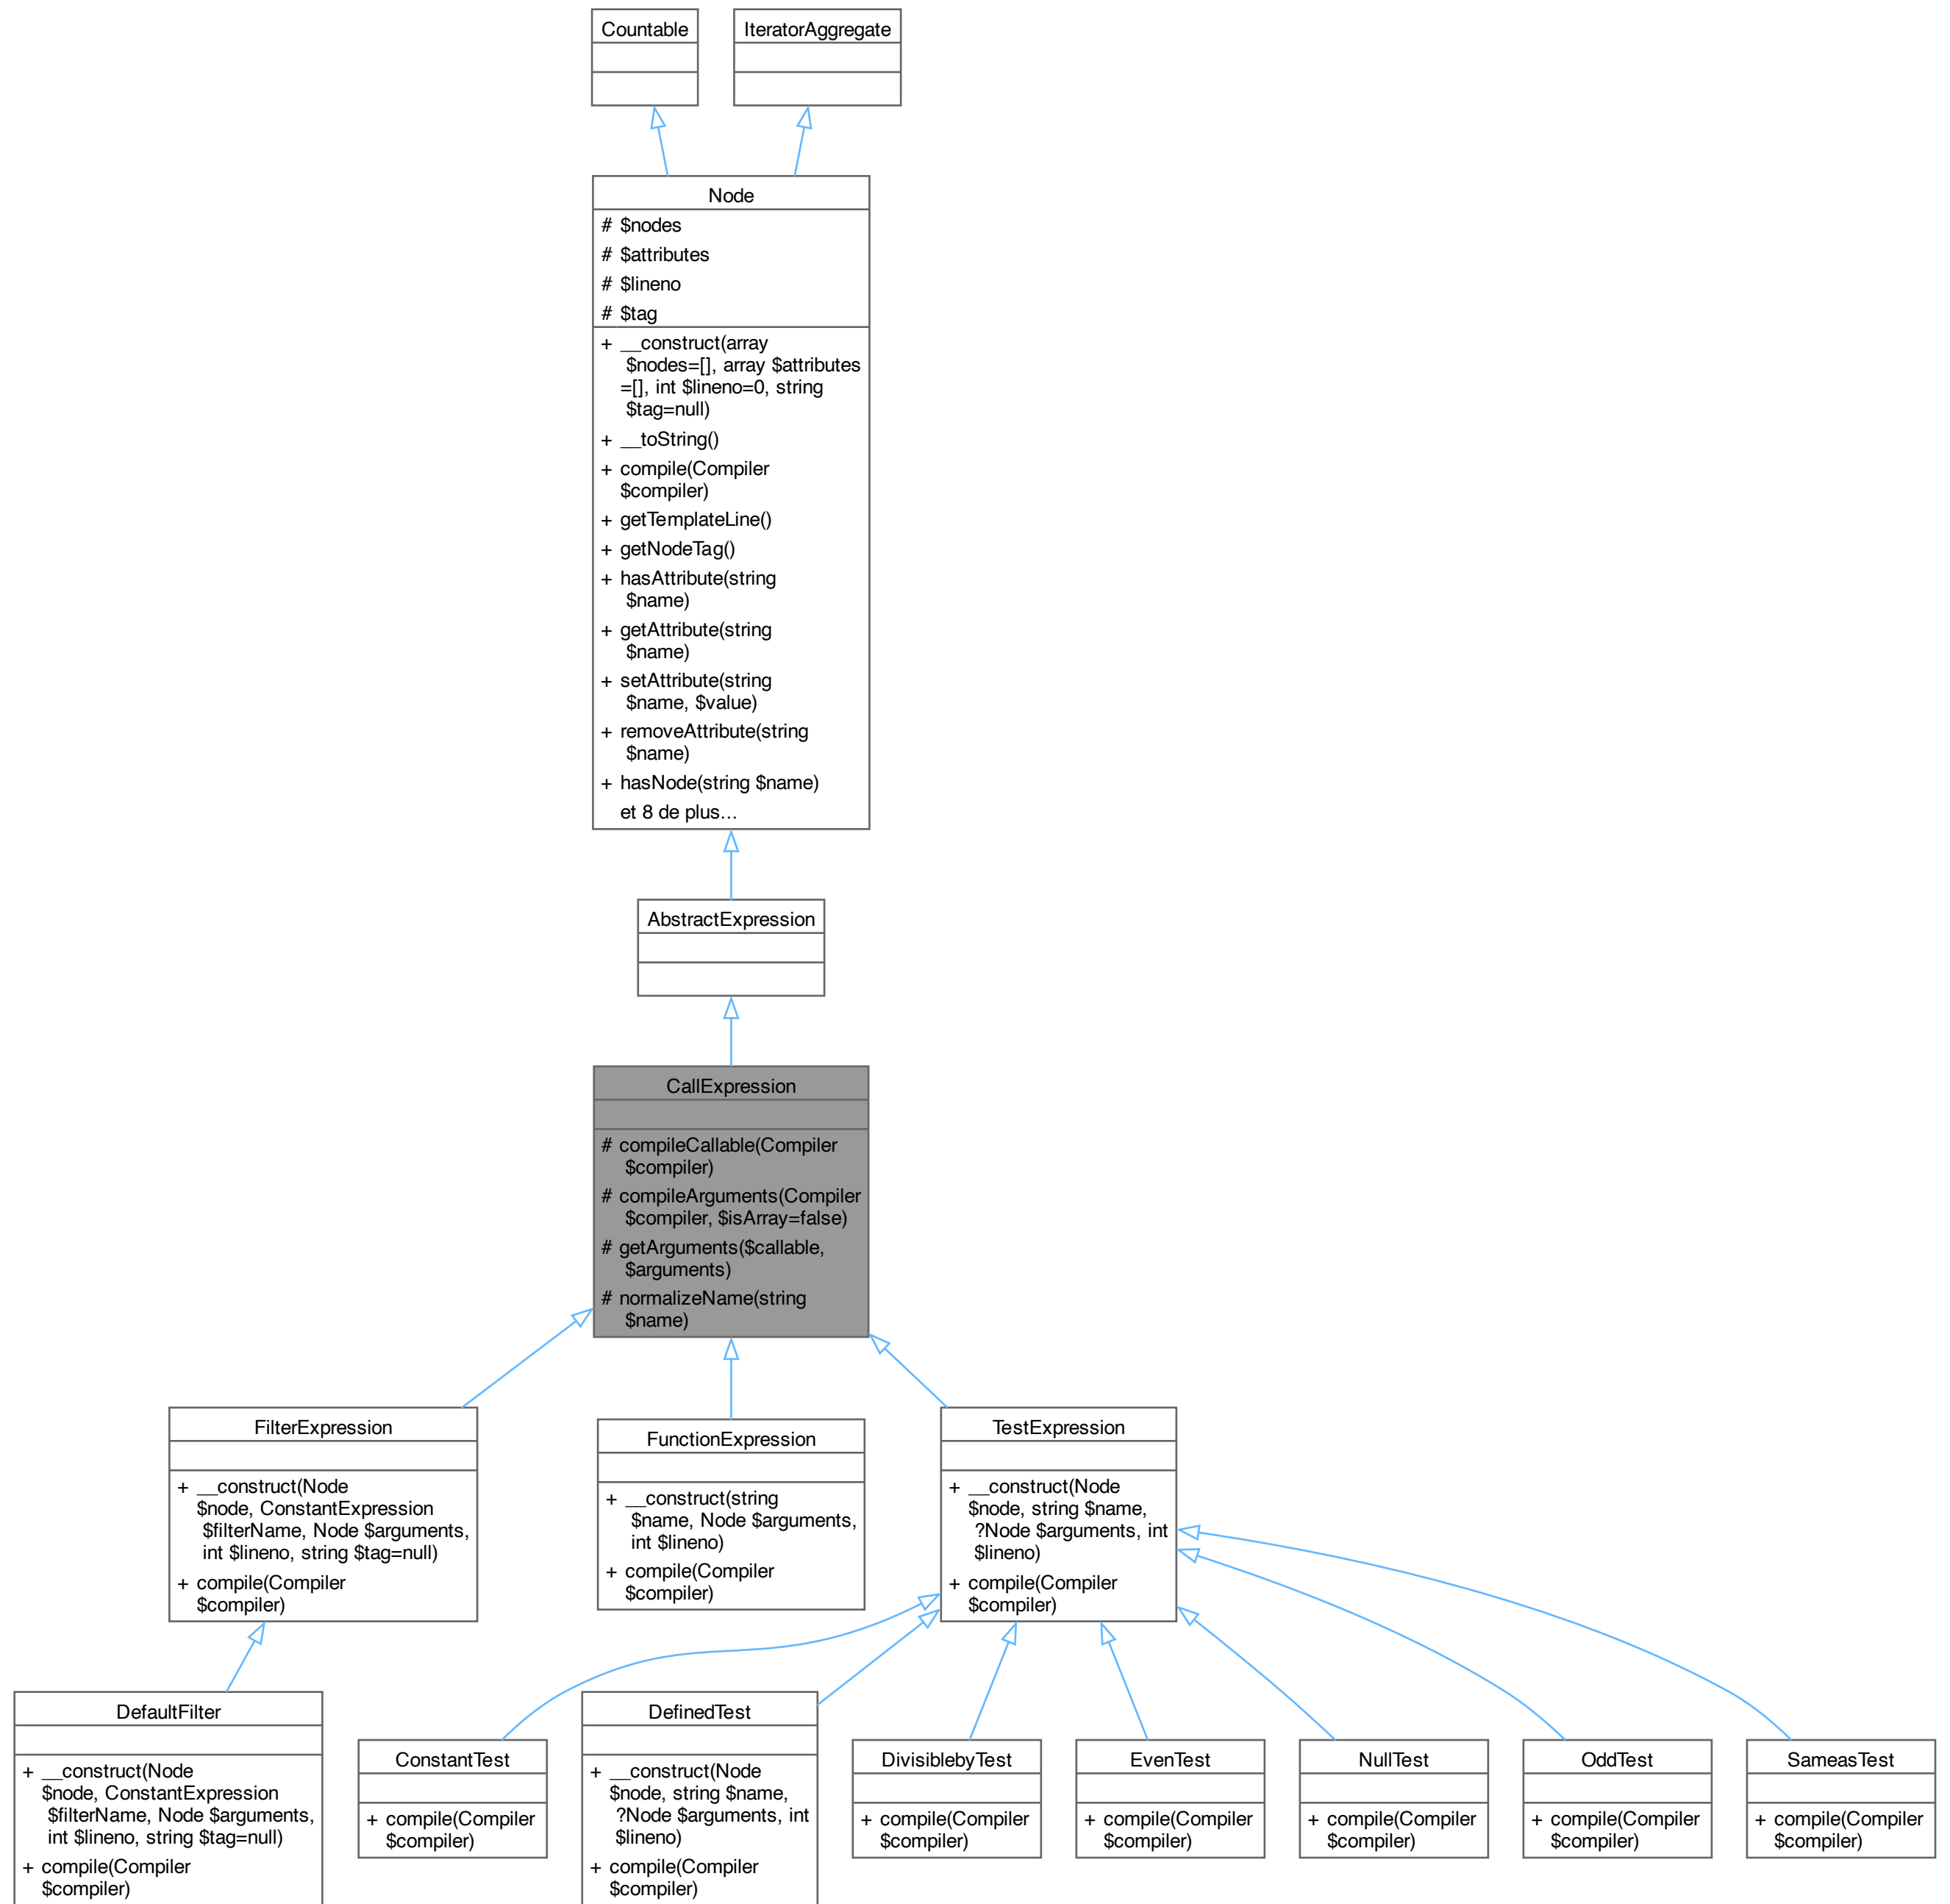 Countable
IteratorAggregate
Node
# $nodes
# $attributes
# $lineno
# $tag
+ __construct(array
$nodes=[], array $attributes
=[], int $lineno=0, string
$tag=null)
+ __toString()
+ compile(Compiler
$compiler)
+ getTemplateLine()
+ getNodeTag()
+ hasAttribute(string
$name)
+ getAttribute(string
$name)
+ setAttribute(string
$name, $value)
+ removeAttribute(string
$name)
+ hasNode(string $name)
et 8 de plus...
AbstractExpression
CallExpression
# compileCallable(Compiler
$compiler)
# compileArguments(Compiler
$compiler, $isArray=false)
# getArguments($callable,
$arguments)
# normalizeName(string
$name)
FilterExpression
+ __construct(Node
$node, ConstantExpression
$filterName, Node $arguments,
int $lineno, string $tag=null)
+ compile(Compiler
$compiler)
FunctionExpression
+ __construct(string
$name, Node $arguments,
int $lineno)
+ compile(Compiler
$compiler)
TestExpression
+ __construct(Node
$node, string $name,
?Node $arguments, int
$lineno)
+ compile(Compiler
$compiler)
DefaultFilter
+ __construct(Node
$node, ConstantExpression
$filterName, Node $arguments,
int $lineno, string $tag=null)
+ compile(Compiler
$compiler)
ConstantTest
+ compile(Compiler
$compiler)
DefinedTest
+ __construct(Node
$node, string $name,
?Node $arguments, int
$lineno)
+ compile(Compiler
$compiler)
DivisiblebyTest
+ compile(Compiler
$compiler)
EvenTest
+ compile(Compiler
$compiler)
NullTest
+ compile(Compiler
$compiler)
OddTest
+ compile(Compiler
$compiler)
SameasTest
+ compile(Compiler
$compiler)